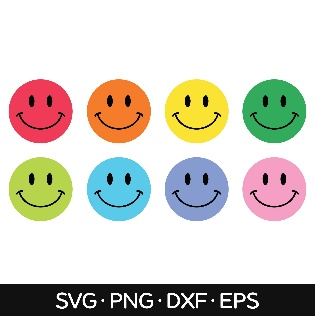 SVG · PNG · DXF · EPS